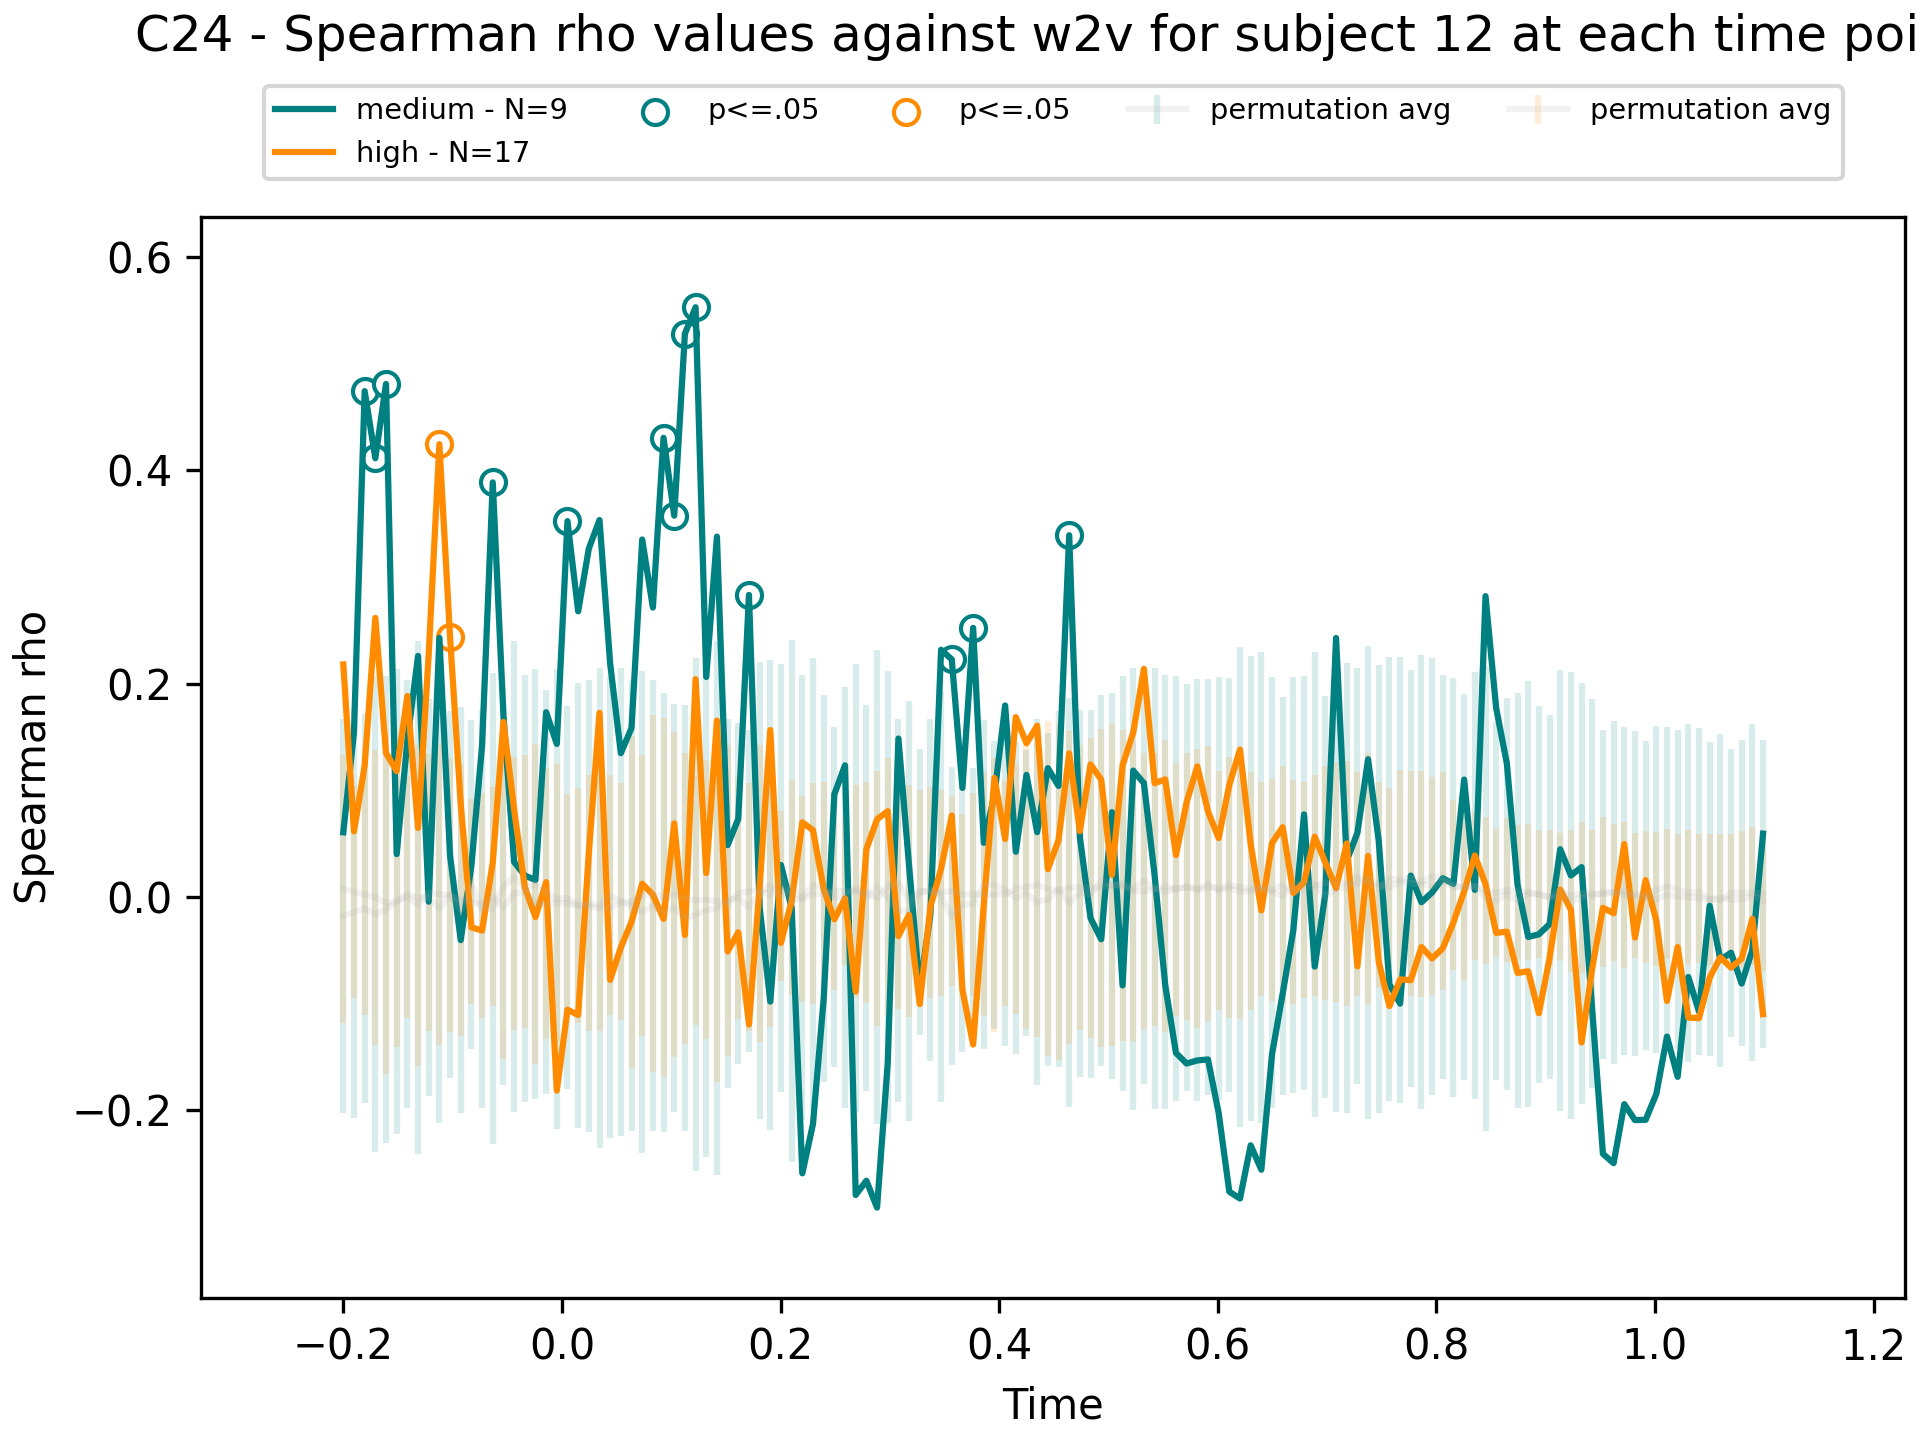 C24 - Spearman rho values against w2v for subject 12 at each time poi
medium - N=9 p<=.05 p<=.05 permutation avg permutation avg
high - N=17
Spearman rho
0.6
0.4
0.2
0.0
−0.2
−0.2 0.0 0.2 0.4 0.6 0.8 1.0 1.2
Time